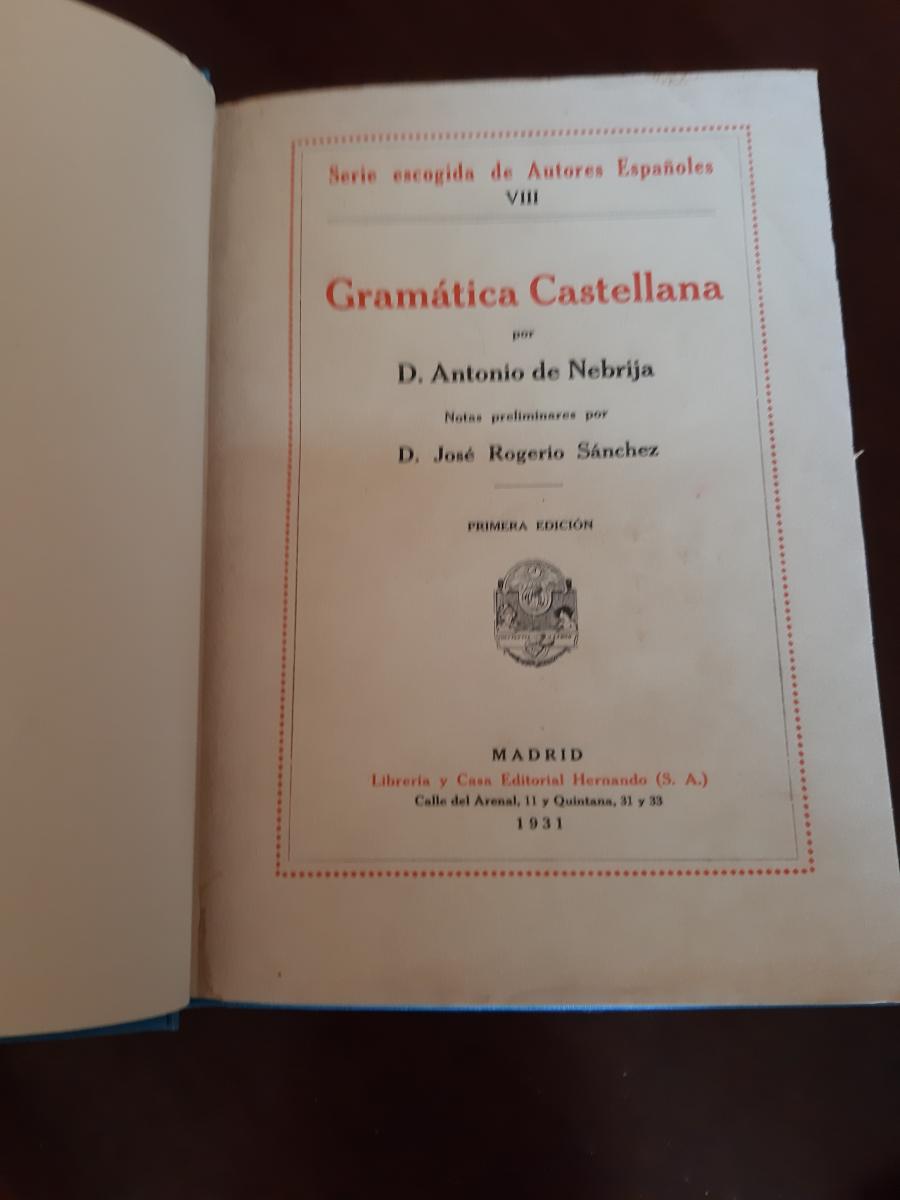 Serie escogida de Autores Españoles
VIII
Gramática Castellana
por
D. Antonio de Nebrija
Notas preliminares por
D. José Rogerio Sánchez
PRIMERA EDICIÓN
MADRID
Librería y Casa Editorial Hernando (S. A.)
Calle del Arenal, 11 y Quintana, 31 y 33
1931